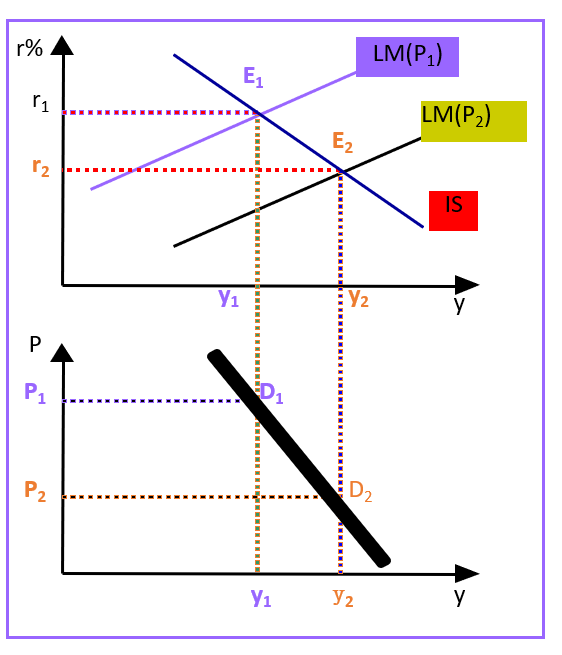 r%
LM(P₁)
E₁
r₁
LM(P₂)
E₂
r₂
IS
y₁
y₂
y
P
P₁
D₁
P₂
D₂
y₁
y₂
y